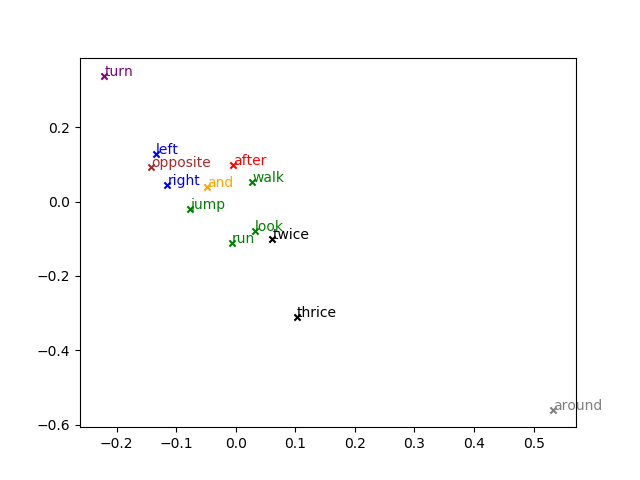 turn
left
opposite
after
right
and
walk
jump
run
look
twice
thrice
around
0.2
0.0
−0.2
−0.4
−0.6
−0.2 −0.1 0.0 0.1 0.2 0.3 0.4 0.5